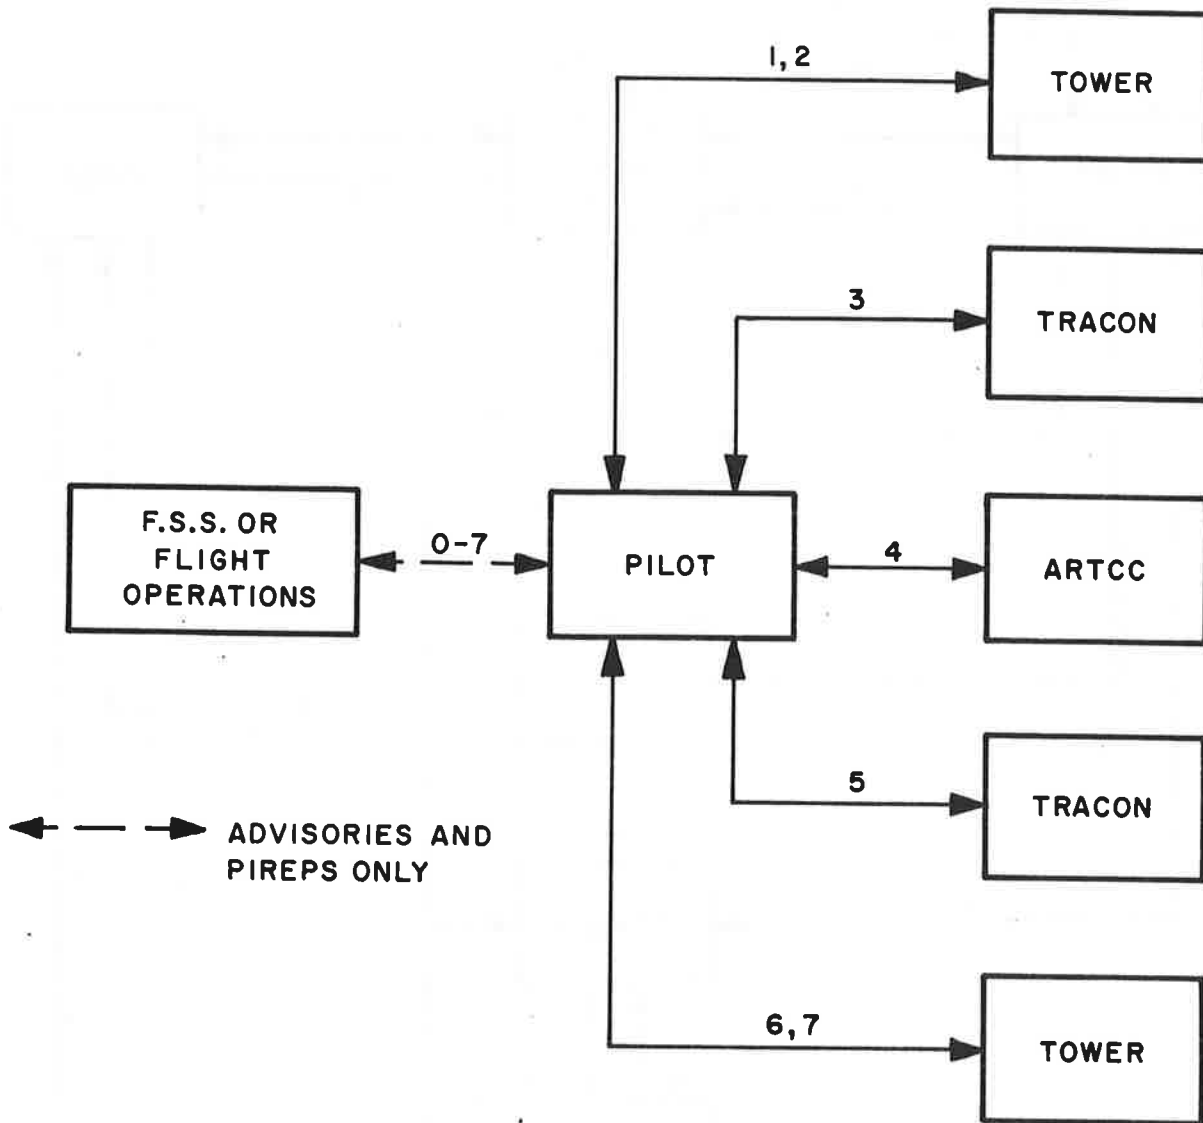 1, 2
TOWER
3
TRACON
F.S.S. OR
FLIGHT
OPERATIONS
0-7
PILOT
4
ARTCC
5
TRACON
ADVISORIES AND
PIREPS ONLY
6, 7
TOWER